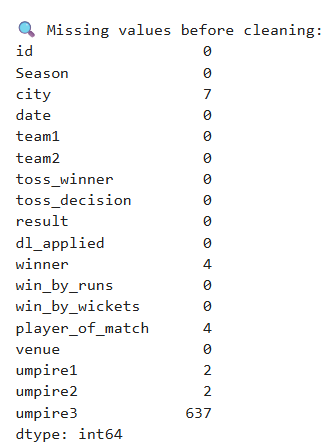 🔍 Missing values before cleaning:
id 0
Season 0
city 7
date 0
team1 0
team2 0
toss_winner 0
toss_decision 0
result 0
dl_applied 0
winner 4
win_by_runs 0
win_by_wickets 0
player_of_match 4
venue 0
umpire1 2
umpire2 2
umpire3 637
dtype: int64